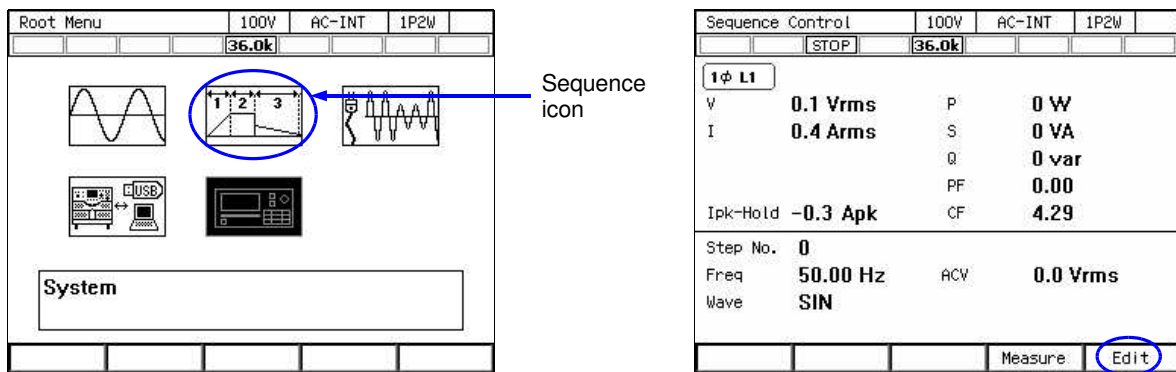 Root Menu 100V AC-INT 1P2W
36.0k
1 2 3
USB
System
Sequence
icon
Sequence Control 100V AC-INT 1P2W
STOP 36.0k
1ϕ L1
V 0.1 Vrms P 0 W
I 0.4 Arms S 0 VA
Q 0 var
PF 0.00
Ipk-Hold -0.3 Apk CF 4.29
Step No. 0
Freq 50.00 Hz ACV 0.0 Vrms
Wave SIN
Measure Edit